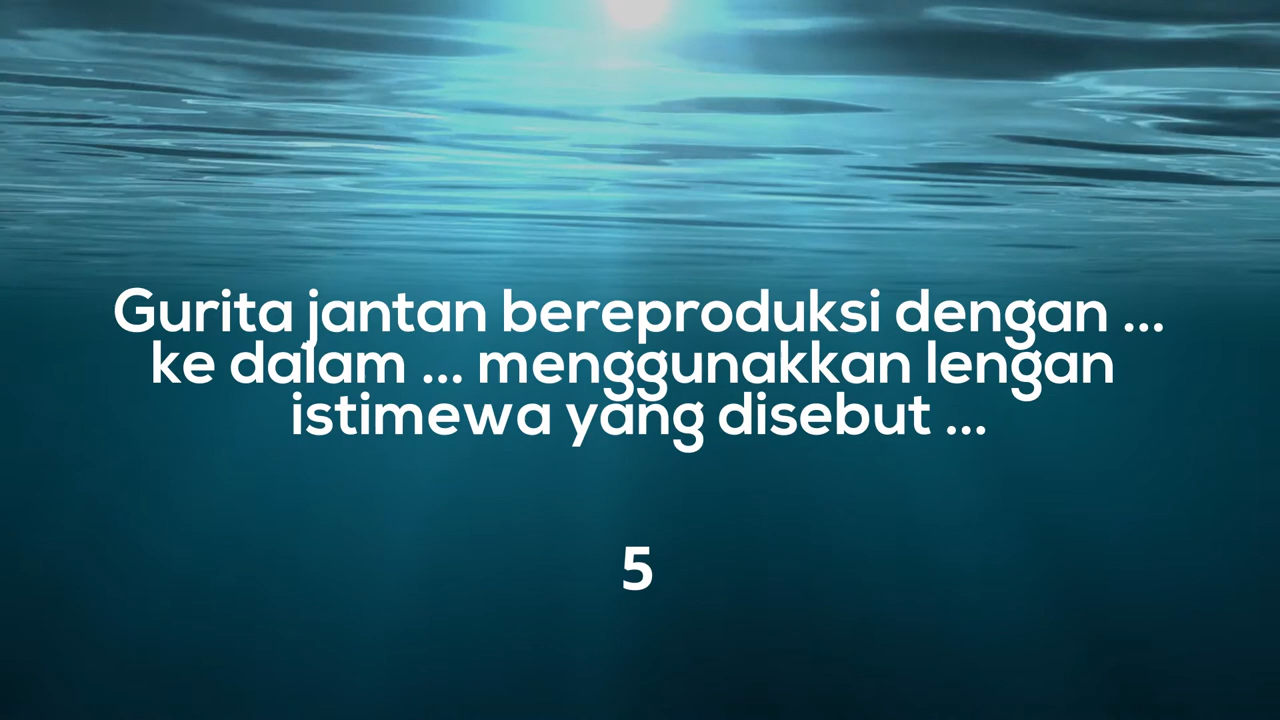 Gurita jantan bereproduksi dengan ...
ke dalam ... menggunakkan lengan
istimewa yang disebut ...
5